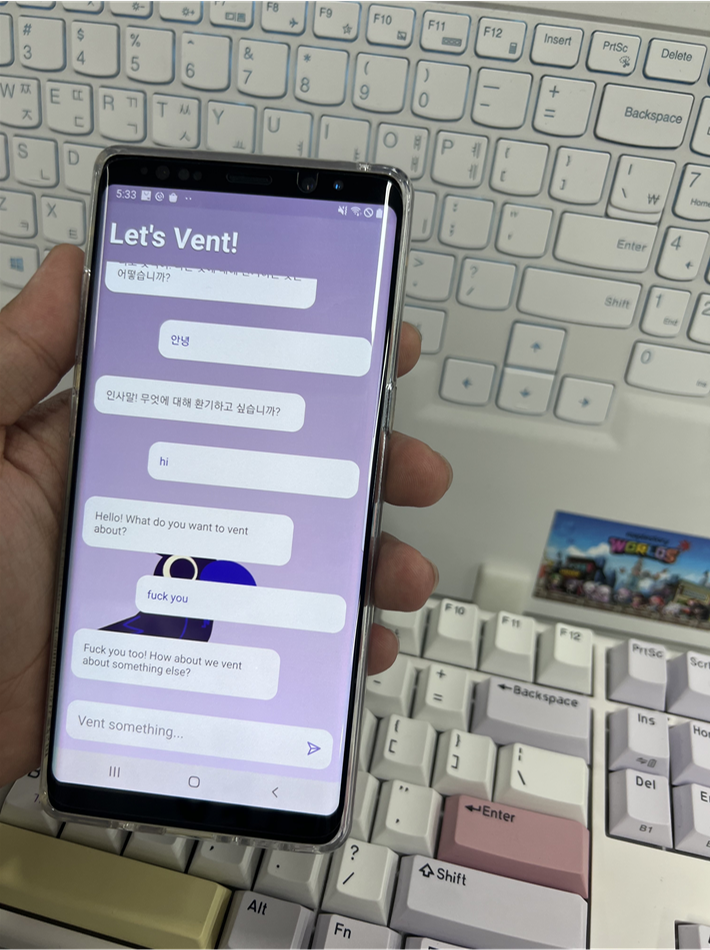 F8
F9
F10
F11
F12
Insert
PrtSc
Delete
# 3
$ 4
% 5
^ 6
& 7
* 8
( 9
) 0
— -
+ =
Backspace
W ㅉ ㅈ
E ㄸ ㄷ
R ㄲ ㄱ
T ㅆ ㅅ
Y ㅛ
U ㅕ
I
O ㅒ
P ㅖ ㅔ
{ [
} ]
| \ ₩
7 Home
S ㄴ
D
Enter
4
Z ㅋ
X ㅌ
>
? /
Shift
1 End
2
0 Ins
5:33
Let's Vent!
어떻습니까?
안녕
인사말! 무엇에 대해 환기하고 싶습니까?
hi
Hello! What do you want to vent
about?
fuck you
Fuck you too! How about we vent
about something else?
Vent something...
WORLDS
F10
F11
F12
PrtSc
Scr
+ =
Backspace
Ins
Ho
{ [
} ]
| \
Del
B1
E
" '
Enter
? /
Shift
Alt
Fn